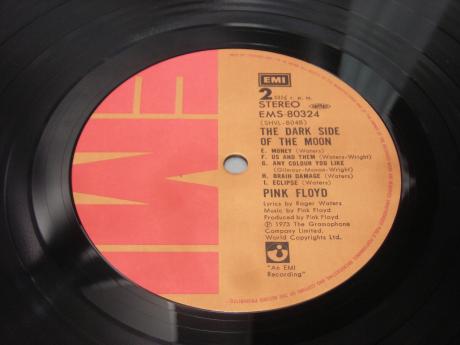 EMI
EMI
2 33⅓ r.p.m.
STEREO
EMS-80324
(SHVL-804B)
THE DARK SIDE
OF THE MOON
E. MONEY (Waters)
F. US AND THEM (Waters-Wright)
G. ANY COLOUR YOU LIKE
(Gilmour-Mason-Wright)
H. BRAIN DAMAGE (Waters)
I. ECLIPSE (Waters)
PINK FLOYD
Lyrics by Roger Waters
Music by Pink Floyd
Produced by Pink Floyd
Ⓟ 1973 The Gramophone
Company Limited.
World Copyrights Ltd.
"An EMI
Recording"